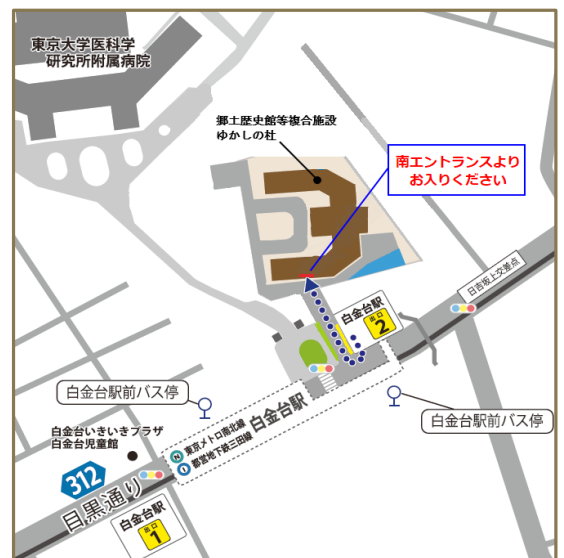 東京大学医科学
研究所附属病院
郷土歴史館等複合施設
ゆかしの杜
南エントランスより
お入りください
日吉坂上交差点
白金台駅
出口
2
白金台駅前バス停
白金台駅
白金台駅前バス停
N 東京メトロ南北線
I 都営地下鉄三田線
白金台いきいきプラザ
白金台児童館
312
目黒通り
白金台駅
出口
1